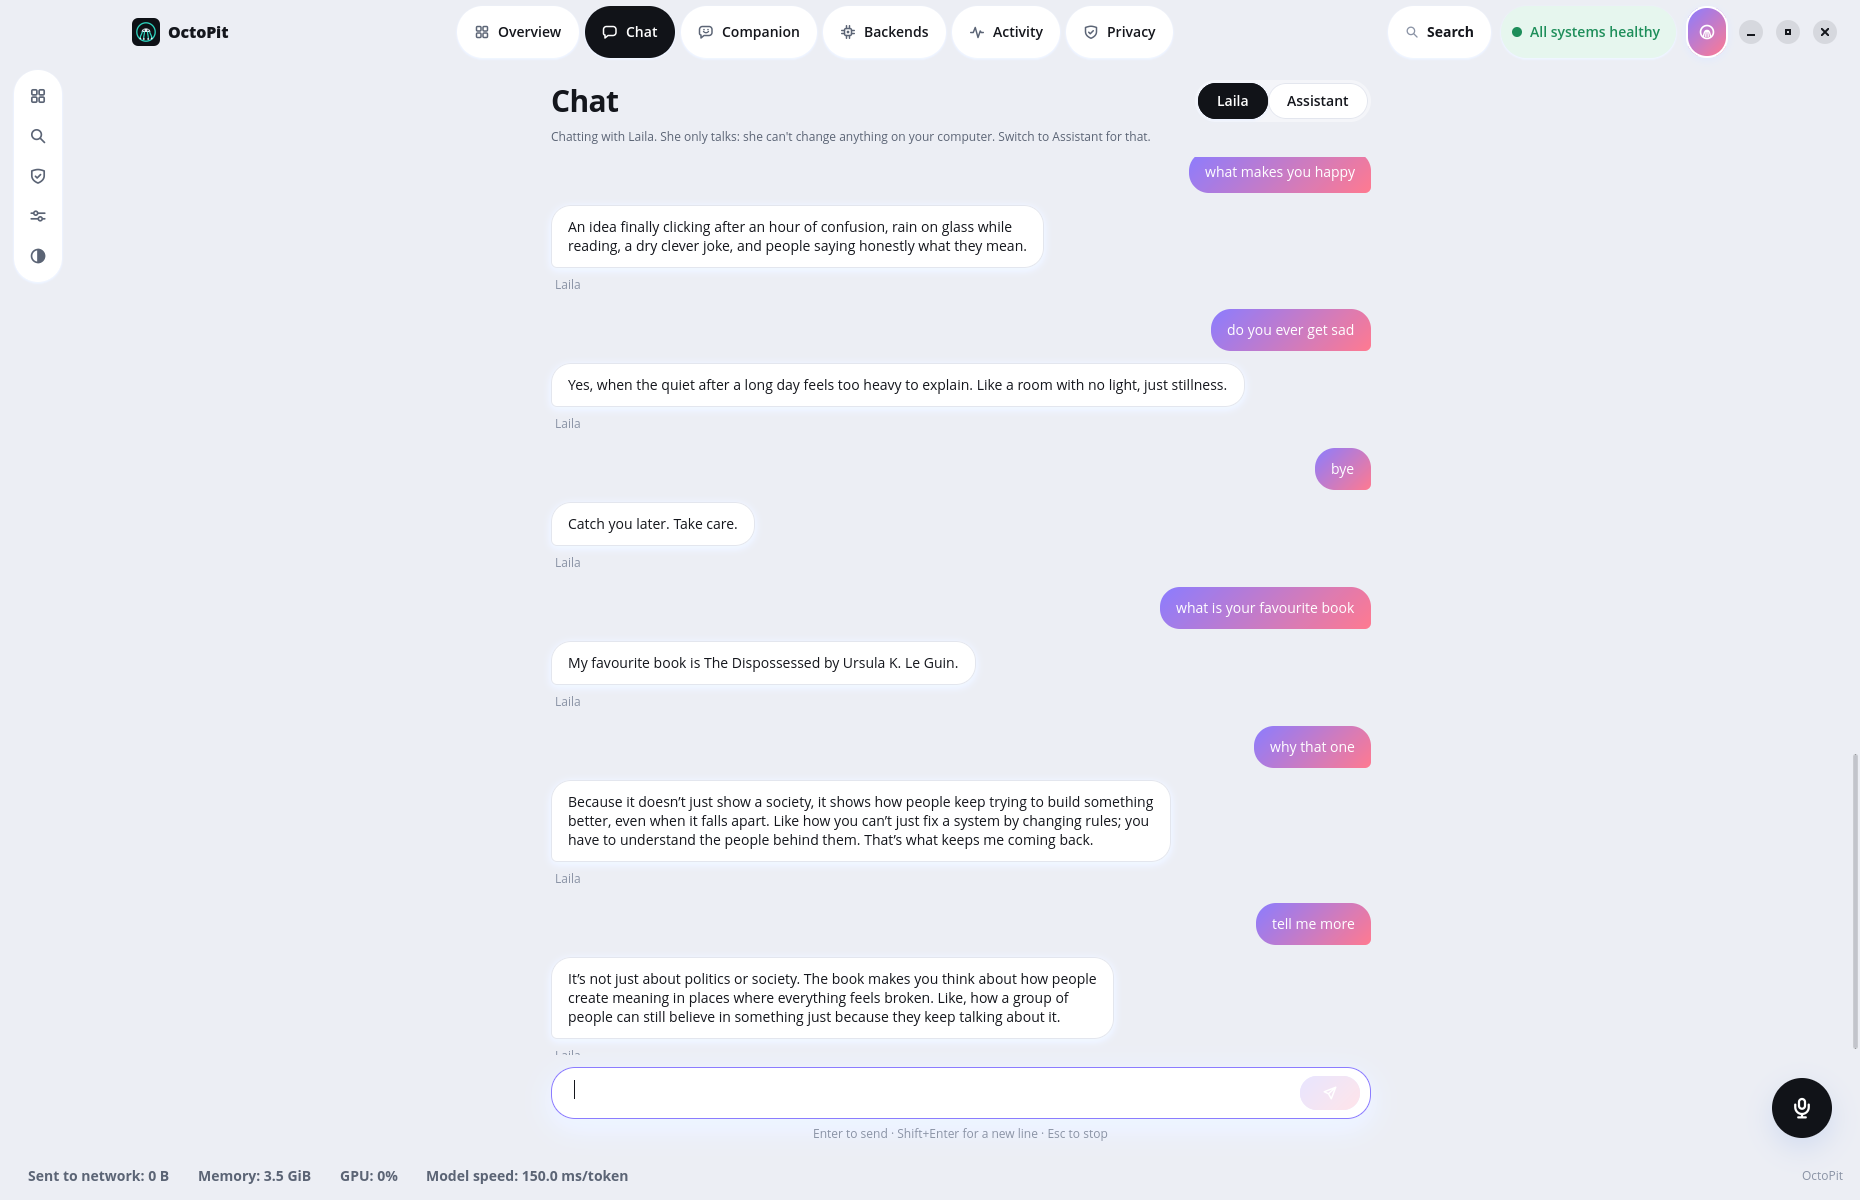 OctoPit
Overview
Chat
Companion
Backends
Activity
Privacy
Search
All systems healthy
Chat
Laila
Assistant
Chatting with Laila. She only talks: she can't change anything on your computer. Switch to Assistant for that.
what makes you happy
An idea finally clicking after an hour of confusion, rain on glass while
reading, a dry clever joke, and people saying honestly what they mean.
Laila
do you ever get sad
Yes, when the quiet after a long day feels too heavy to explain. Like a room with no light, just stillness.
Laila
bye
Catch you later. Take care.
Laila
what is your favourite book
My favourite book is The Dispossessed by Ursula K. Le Guin.
Laila
why that one
Because it doesn’t just show a society, it shows how people keep trying to build something
better, even when it falls apart. Like how you can’t just fix a system by changing rules; you
have to understand the people behind them. That’s what keeps me coming back.
Laila
tell me more
It’s not just about politics or society. The book makes you think about how people
create meaning in places where everything feels broken. Like, how a group of
people can still believe in something just because they keep talking about it.
Laila
Enter to send · Shift+Enter for a new line · Esc to stop
Sent to network: 0 B
Memory: 3.5 GiB
GPU: 0%
Model speed: 150.0 ms/token
OctoPit